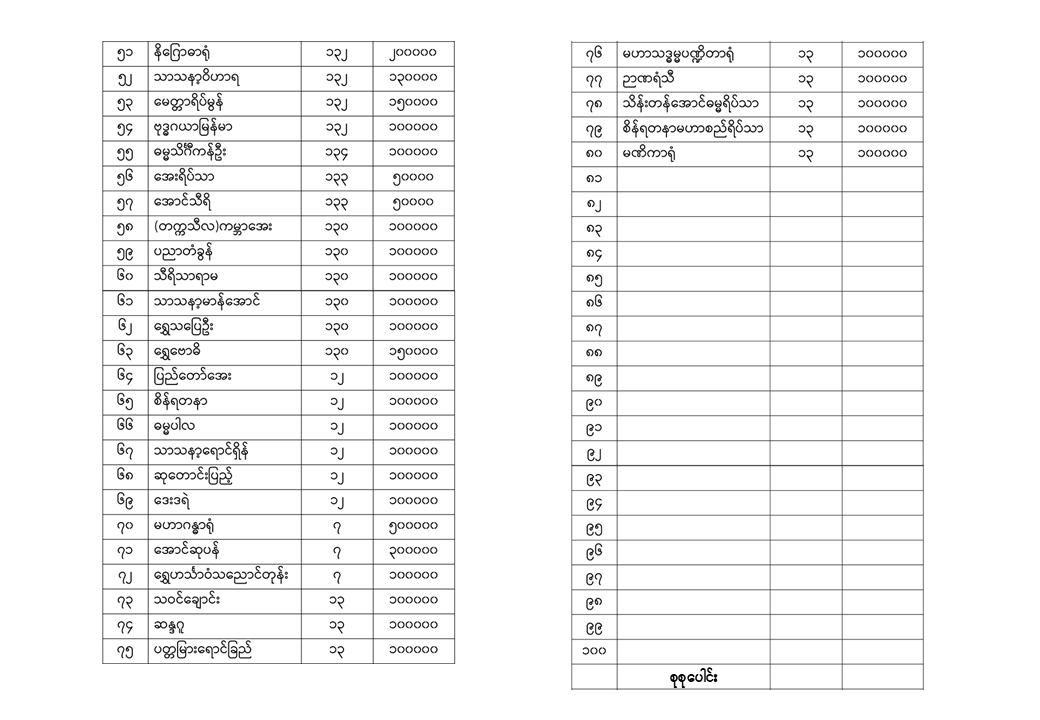 ၅၁ နိဂြောဓာရုံ ၁၃၂ ၂၀၀၀၀၀
၅၂ သာသနာ့ဝိဟာရ ၁၃၂ ၁၃၀၀၀၀
၅၃ မေတ္တာရိပ်မွန် ၁၃၂ ၁၅၀၀၀၀
၅၄ ဗုဒ္ဓဂယာမြန်မာ ၁၃၂ ၁၀၀၀၀၀
၅၅ ဓမ္မသိင်္ဂီကန်ဦး ၁၃၄ ၁၀၀၀၀၀
၅၆ အေးရိပ်သာ ၁၃၃ ၅၀၀၀၀
၅၇ အောင်သီရိ ၁၃၃ ၅၀၀၀၀
၅၈ (တက္ကသီလ)ကမ္ဘာအေး ၁၃၀ ၁၀၀၀၀၀
၅၉ ပညာတံခွန် ၁၃၀ ၁၀၀၀၀၀
၆၀ သီရိသာရာမ ၁၃၀ ၁၀၀၀၀၀
၆၁ သာသနာ့မာန်အောင် ၁၃၀ ၁၀၀၀၀၀
၆၂ ရွှေသပြေဦး ၁၃၀ ၁၀၀၀၀၀
၆၃ ရွှေဗောဓိ ၁၃၀ ၁၅၀၀၀၀
၆၄ ပြည်တော်အေး ၁၂ ၁၀၀၀၀၀
၆၅ စိန်ရတနာ ၁၂ ၁၀၀၀၀၀
၆၆ ဓမ္မပါလ ၁၂ ၁၀၀၀၀၀
၆၇ သာသနာ့ရောင်ရှိန် ၁၂ ၁၀၀၀၀၀
၆၈ ဆုတောင်းပြည့် ၁၂ ၁၀၀၀၀၀
၆၉ ဒေးဒရဲ ၁၂ ၁၀၀၀၀၀
၇၀ မဟာဂန္ဓာရုံ ၇ ၅၀၀၀၀၀
၇၁ အောင်ဆုပန် ၇ ၃၀၀၀၀၀
၇၂ ရွှေဟင်္သာဝံသညောင်တုန်း ၇ ၁၀၀၀၀၀
၇၃ သဝင်ချောင်း ၁၃ ၁၀၀၀၀၀
၇၄ ဆန္ဒဂူ ၁၃ ၁၀၀၀၀၀
၇၅ ပတ္တမြားရောင်ခြည် ၁၃ ၁၀၀၀၀၀
၇၆ မဟာသဒ္ဓမ္မပဏ္ဍိတာရုံ ၁၃ ၁၀၀၀၀၀
၇၇ ဉာဏရံသီ ၁၃ ၁၀၀၀၀၀
၇၈ သိန်းတန်အောင်ဓမ္မရိပ်သာ ၁၃ ၁၀၀၀၀၀
၇၉ စိန်ရတနာမဟာစည်ရိပ်သာ ၁၃ ၁၀၀၀၀၀
၈၀ မဏိကာရုံ ၁၃ ၁၀၀၀၀၀
၈၁
၈၂
၈၃
၈၄
၈၅
၈၆
၈၇
၈၈
၈၉
၉၀
၉၁
၉၂
၉၃
၉၄
၉၅
၉၆
၉၇
၉၈
၉၉
၁၀၀
စုစုပေါင်း